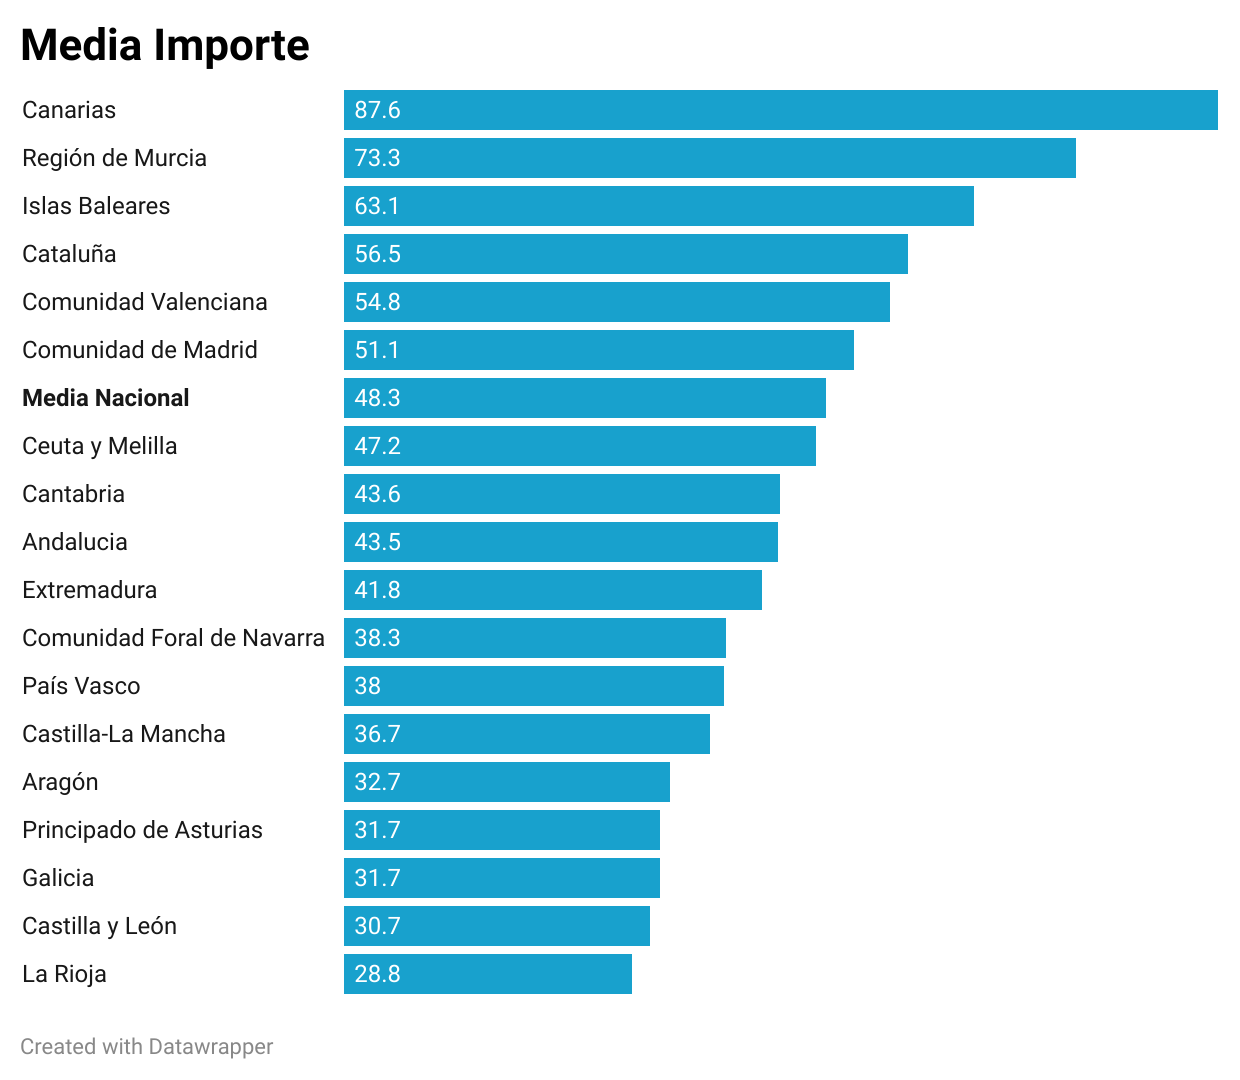 Media Importe
Canarias 87.6
Región de Murcia 73.3
Islas Baleares 63.1
Cataluña 56.5
Comunidad Valenciana 54.8
Comunidad de Madrid 51.1
Media Nacional 48.3
Ceuta y Melilla 47.2
Cantabria 43.6
Andalucia 43.5
Extremadura 41.8
Comunidad Foral de Navarra 38.3
País Vasco 38
Castilla-La Mancha 36.7
Aragón 32.7
Principado de Asturias 31.7
Galicia 31.7
Castilla y León 30.7
La Rioja 28.8
Created with Datawrapper